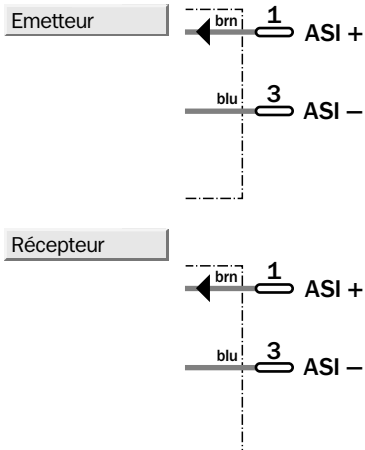 Emetteur
brn 1 ASI +
blu 3 ASI –
Récepteur
brn 1 ASI +
blu 3 ASI –